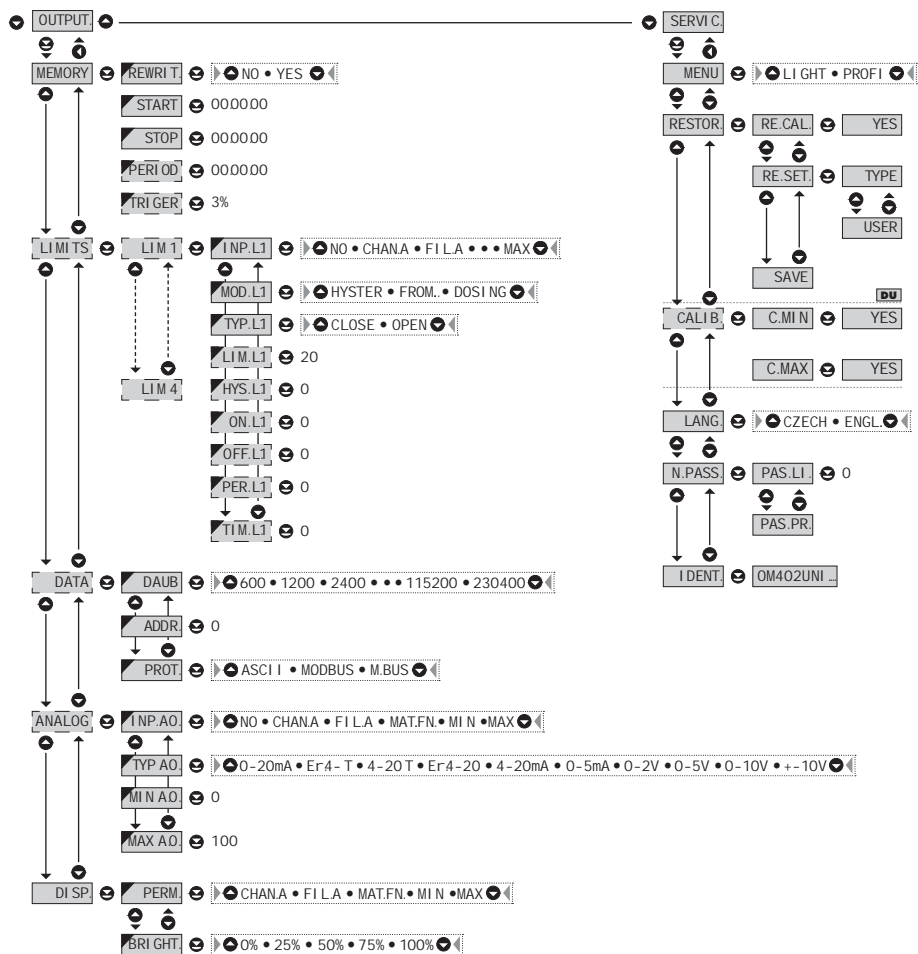 OUTPUT.
MEMORY
REWRIT.
NO • YES
START
00.00.00
STOP
00.00.00
PERIOD
00.00.00
TRIGER
3%
LIMITS
LIM 1
INP.L1
NO • CHAN.A • FIL.A • • • MAX
MOD.L1
HYSTER • FROM.. • DOSING
TYP.L1
CLOSE • OPEN
LIM.L1
20
LIM 4
HYS.L1
0
ON.L1
0
OFF.L1
0
PER.L1
0
TIM.L1
0
DATA
DAUB
600 • 1200 • 2400 • • • 115200 • 230400
ADDR.
0
PROT.
ASCII • MODBUS • M.BUS
ANALOG
INP.AO.
NO • CHAN.A • FIL.A • MAT.FN. • MIN • MAX
TYP AO.
0-20mA • Er4- T • 4-20 T • Er4-20 • 4-20mA • 0-5mA • 0-2V • 0-5V • 0-10V • +-10V
MIN A.O.
0
MAX A.O.
100
DISP.
PERM.
CHAN.A • FIL.A • MAT.FN. • MIN • MAX
BRIGHT.
0% • 25% • 50% • 75% • 100%
SERVIC.
MENU
LIGHT • PROFI
RESTOR.
RE.CAL.
YES
RE.SET.
TYPE
USER
SAVE
DU
CALIB.
C.MIN
YES
C.MAX
YES
LANG.
CZECH • ENGL.
N.PASS.
PAS.LI.
0
PAS.PR.
IDENT.
OM402UNI ...